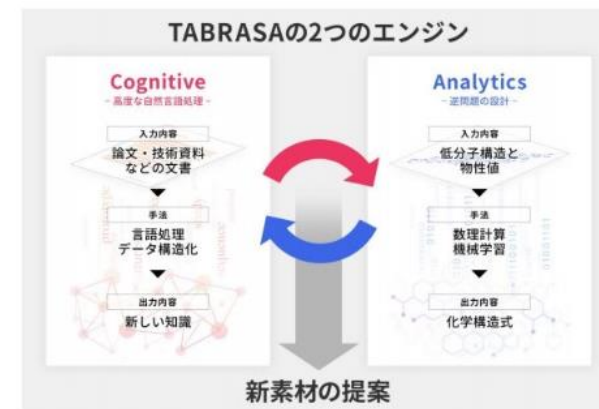 TABRASAの2つのエンジン
Cognitive
- 高度な自然言語処理 -
入力内容
論文・技術資料
などの文書
手法
言語処理
データ構造化
出力内容
新しい知識
Analytics
- 逆問題の設計 -
入力内容
低分子構造と
物性値
手法
数理計算
機械学習
出力内容
化学構造式
新素材の提案